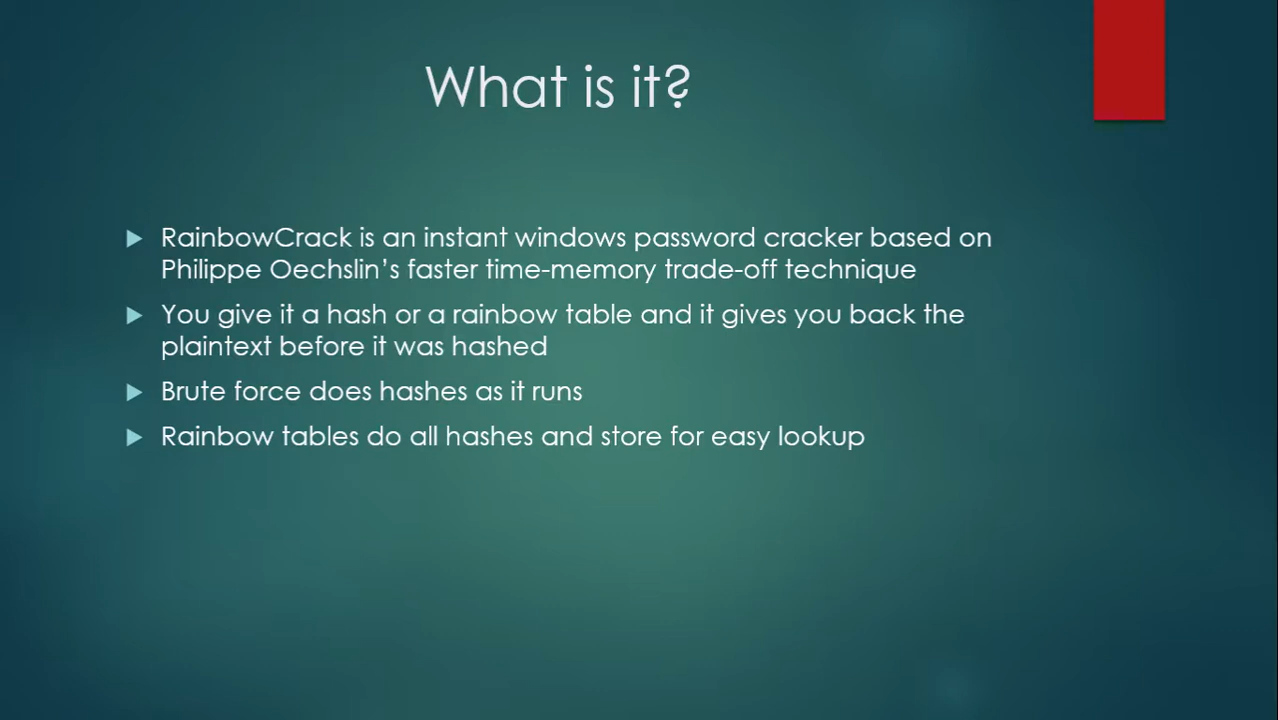 What is it?
RainbowCrack is an instant windows password cracker based on
Philippe Oechslin’s faster time-memory trade-off technique
You give it a hash or a rainbow table and it gives you back the
plaintext before it was hashed
Brute force does hashes as it runs
Rainbow tables do all hashes and store for easy lookup